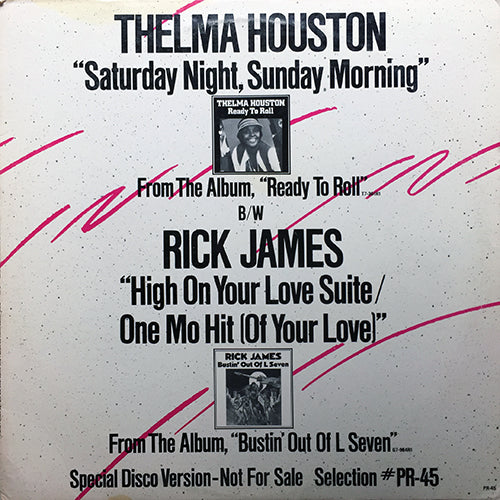 THELMA HOUSTON
“Saturday Night, Sunday Morning”
THELMA HOUSTON
Ready To Roll
From The Album, “Ready To Roll”
B/W
RICK JAMES
“High On Your Love Suite/
One Mo Hit (Of Your Love)”
RICK JAMES
Bustin' Out Of L Seven
From The Album, “Bustin' Out Of L Seven”
Special Disco Version-Not For Sale Selection #PR-45
PR-45